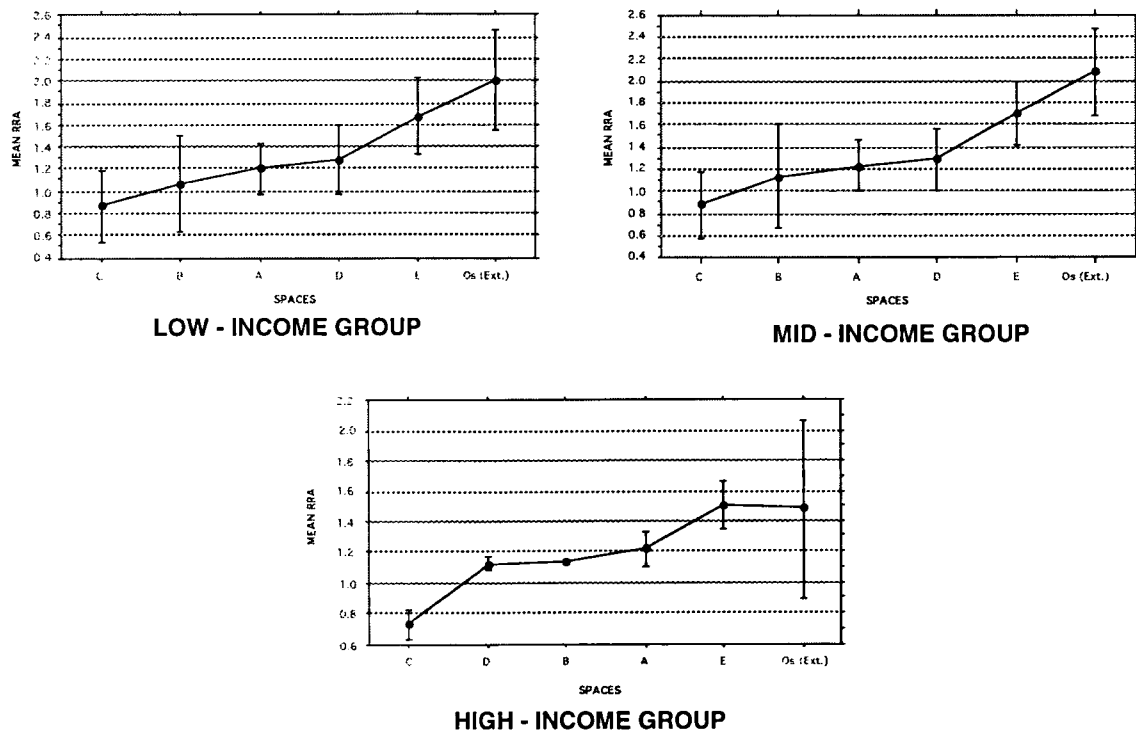 2.6
2.4
2.2
2.0
1.8
1.6
1.4
1.2
1.0
0.8
0.6
0.4
MEAN RRA
C B A D E Os (Ext.)
SPACES
LOW - INCOME GROUP
2.6
2.4
2.2
2.0
1.8
1.6
1.4
1.2
1.0
0.8
0.6
0.4
MEAN RRA
C B A D E Os (Ext.)
SPACES
MID - INCOME GROUP
2.2
2.0
1.8
1.6
1.4
1.2
1.0
0.8
0.6
MEAN RRA
C D B A E Os (Ext.)
SPACES
HIGH - INCOME GROUP